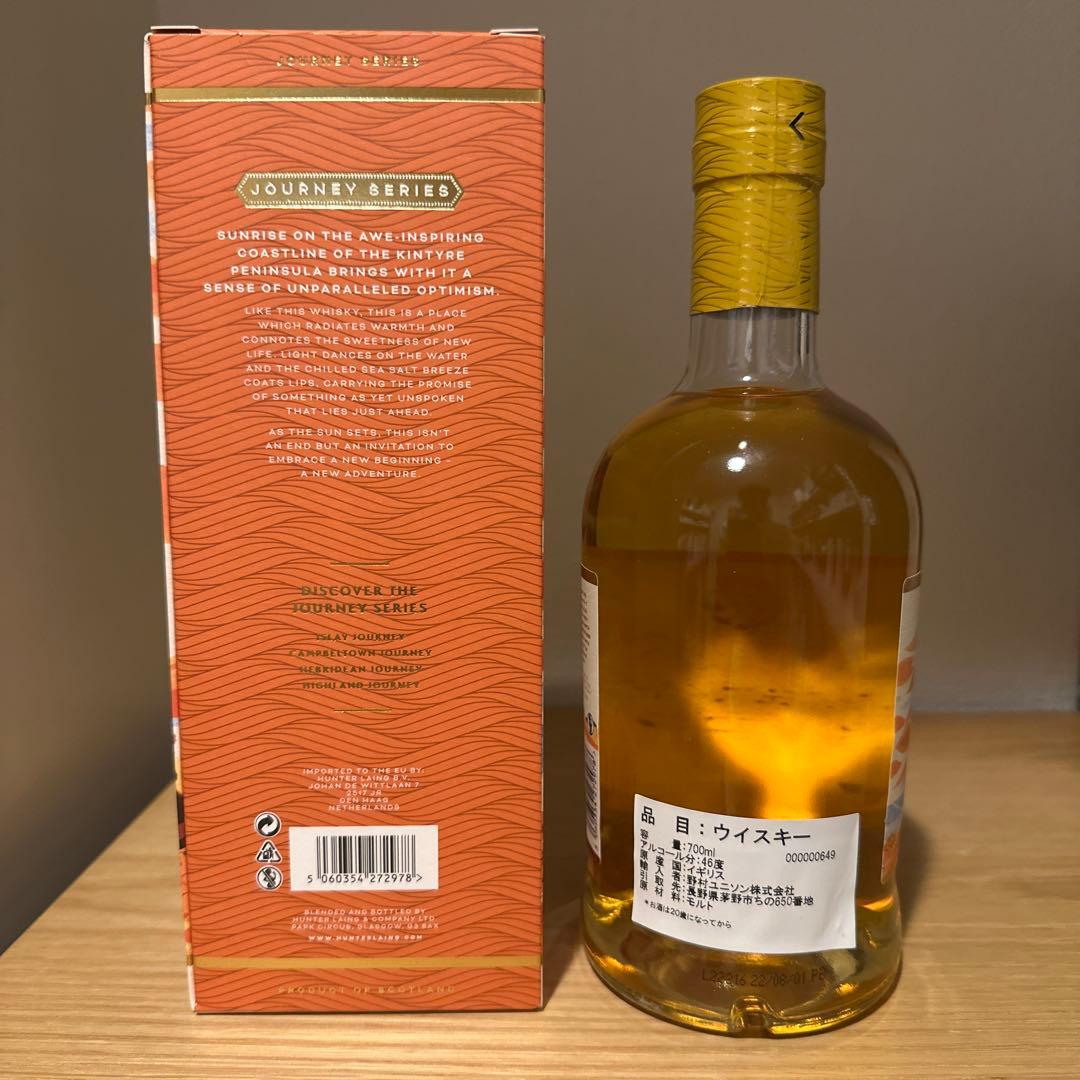 JOURNEY SERIES
JOURNEY SERIES
SUNRISE ON THE AWE-INSPIRING
COASTLINE OF THE KINTYRE
PENINSULA BRINGS WITH IT A
SENSE OF UNPARALLELED OPTIMISM.
LIKE THIS WHISKY, THIS IS A PLACE
WHICH RADIATES WARMTH AND
CONNOTES THE SWEETNESS OF NEW
LIFE. LIGHT DANCES ON THE WATER
AND THE CHILLED SEA SALT BREEZE
COATS LIPS, CARRYING THE PROMISE
OF SOMETHING AS YET UNSPOKEN
THAT LIES JUST AHEAD.
AS THE SUN SETS, THIS ISN'T
AN END BUT AN INVITATION TO
EMBRACE A NEW BEGINNING –
A NEW ADVENTURE.
DISCOVER THE
JOURNEY SERIES
ISLAY JOURNEY
CAMPBELTOWN JOURNEY
HEBRIDEAN JOURNEY
HIGHLAND JOURNEY
IMPORTED TO THE EU BY:
HUNTER LAING B.V.
JOHAN DE WITTLAAN 7
2517 JR
DEN HAAG
NETHERLANDS
5 060354 272978 >
BLENDED AND BOTTLED BY
HUNTER LAING & COMPANY LTD.
PARK CIRCUS, GLASGOW, G3 6AX
WWW.HUNTERLAING.COM
PRODUCT OF SCOTLAND
品 目：ウイスキー
容 量：700ml
000000649
アルコール分：46度
原 産 国：イギリス
輸 入 者：野村ユニソン株式会社
引 取 先：長野県茅野市ちの650番地
原 材 料：モルト
＊お酒は20歳になってから
L22216 22/08/01 PB